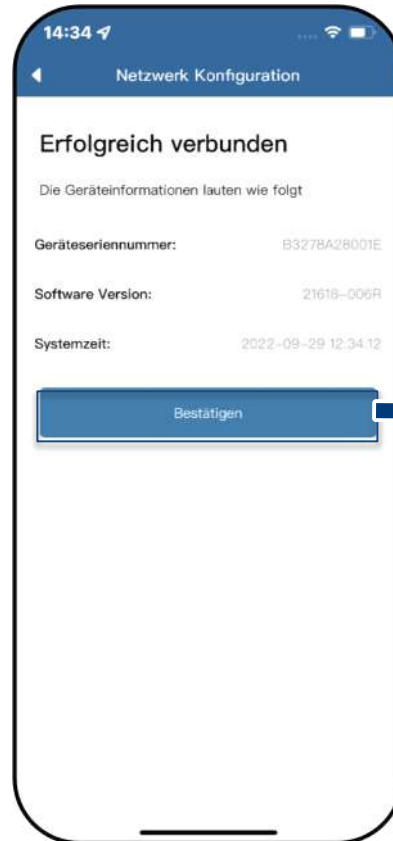 14:34
Netzwerk Konfiguration
Erfolgreich verbunden
Die Geräteinformationen lauten wie folgt
Geräteseriennummer: B3278A28001E
Software Version: 21618-006R
Systemzeit: 2022-09-29 12:34:12
Bestätigen